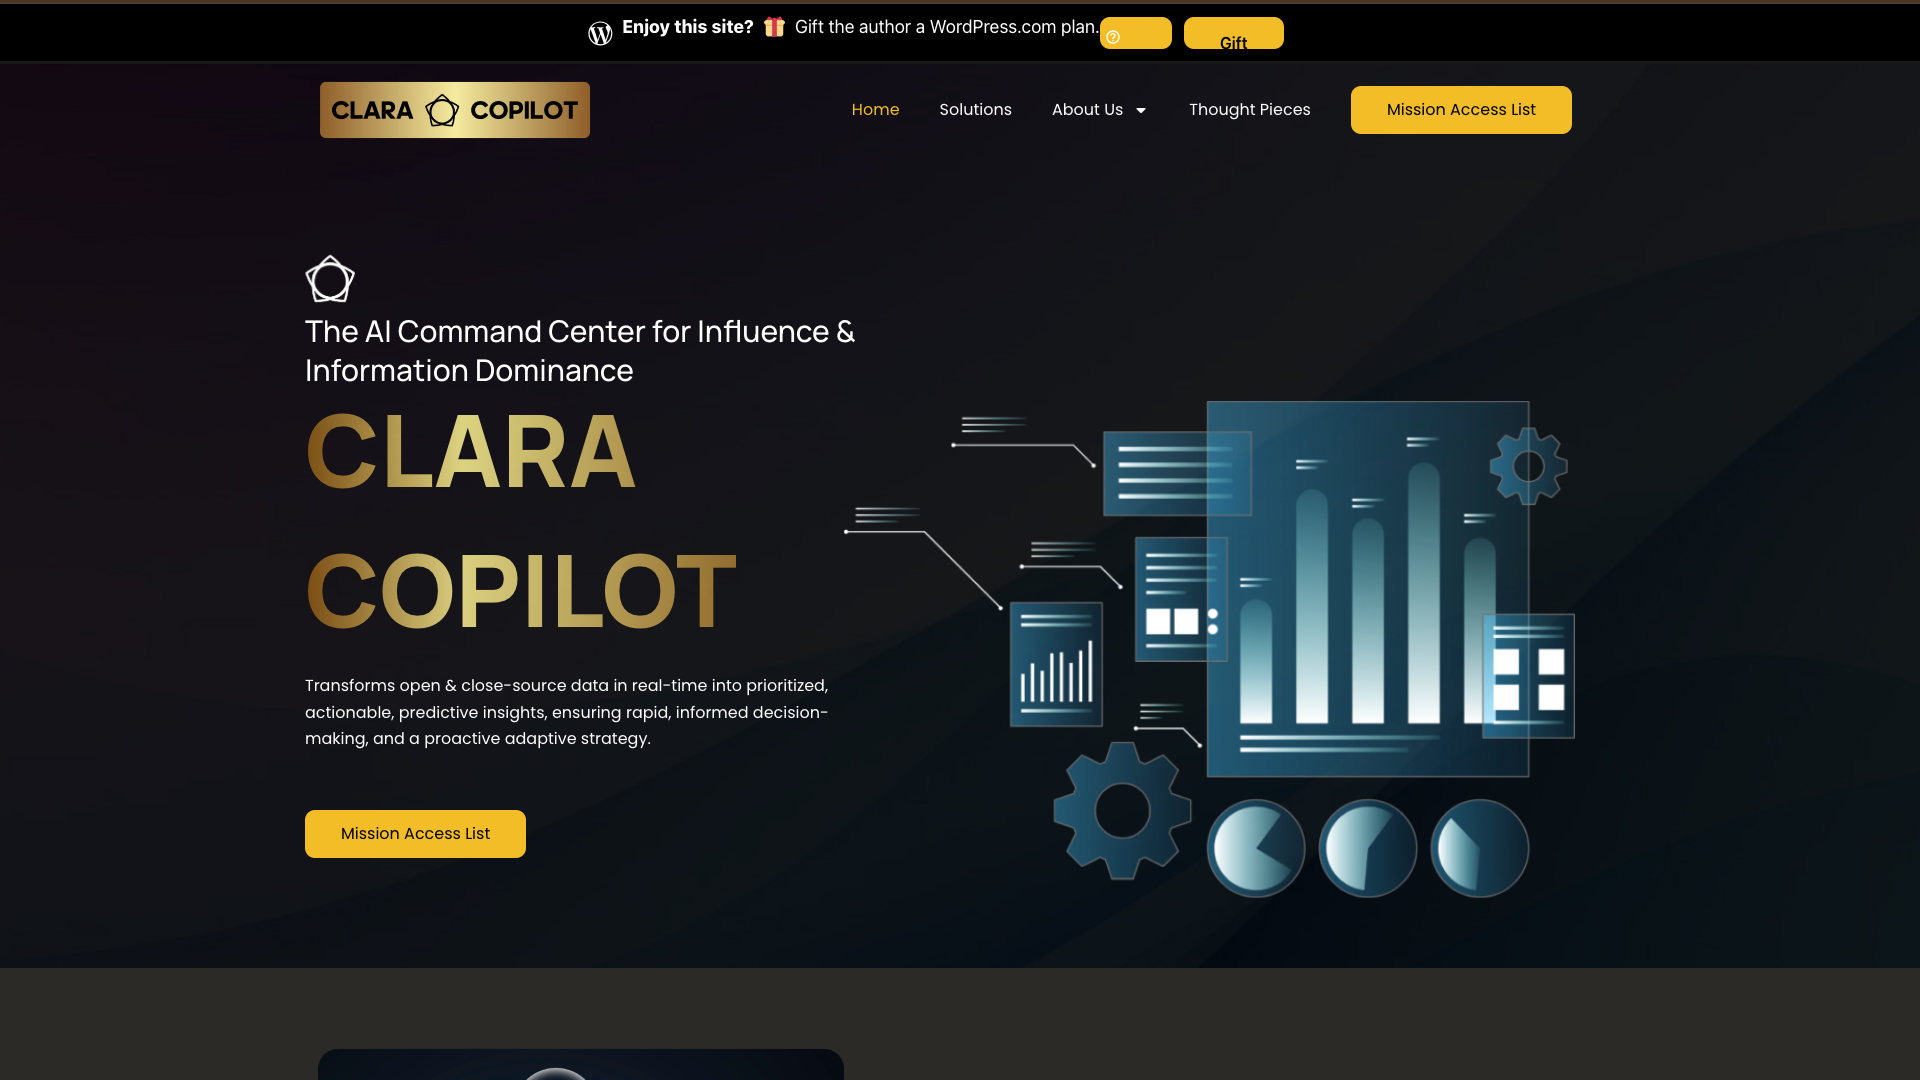 Enjoy this site? 🎁 Gift the author a WordPress.com plan.
Gift
CLARA COPILOT
Home
Solutions
About Us
Thought Pieces
Mission Access List
The AI Command Center for Influence &
Information Dominance
CLARA
COPILOT
Transforms open & close-source data in real-time into prioritized,
actionable, predictive insights, ensuring rapid, informed decision-
making, and a proactive adaptive strategy.
Mission Access List